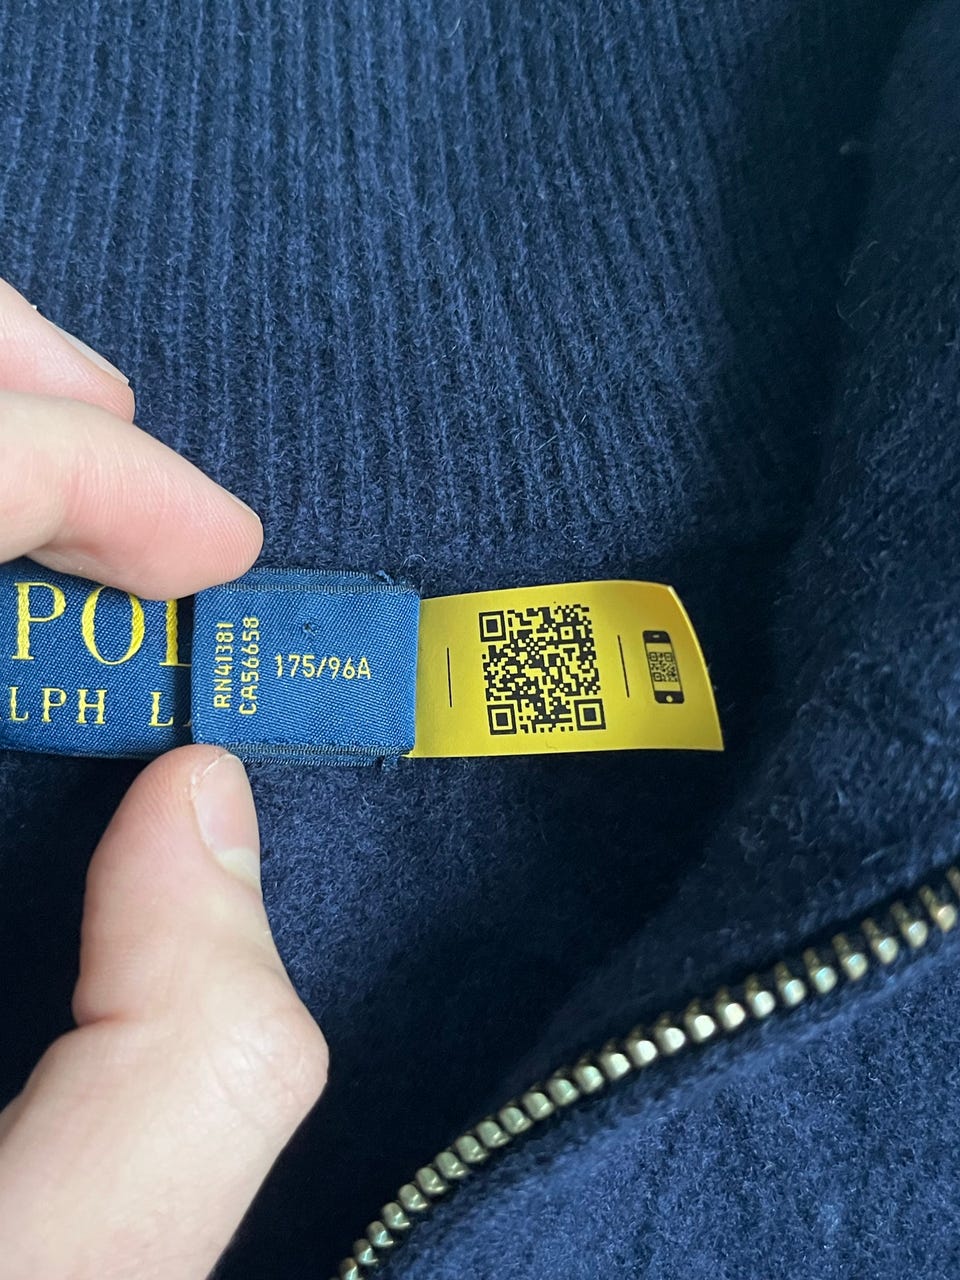 POL
LPH L
RN41381
CA56658
175/96A